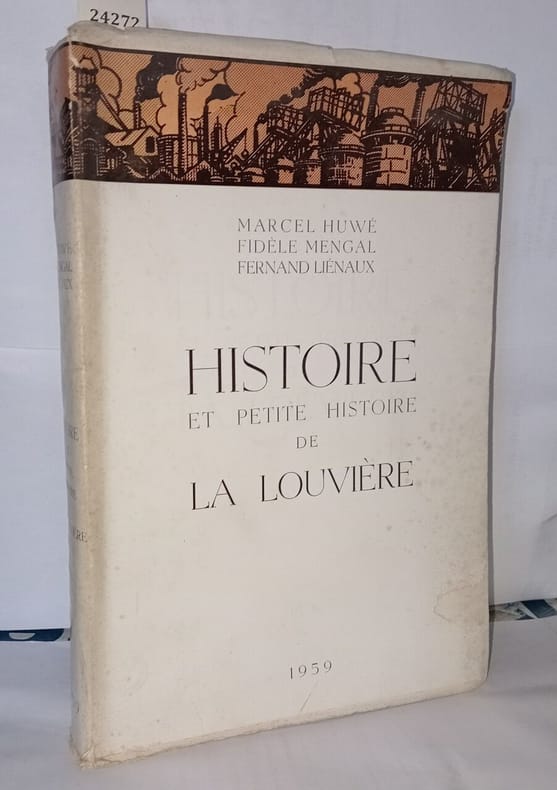 24272
MARCEL HUWÉ
FIDÈLE MENGAL
FERNAND LIÉNAUX
HISTOIRE
ET PETITE HISTOIRE
DE
LA LOUVIÈRE
1959